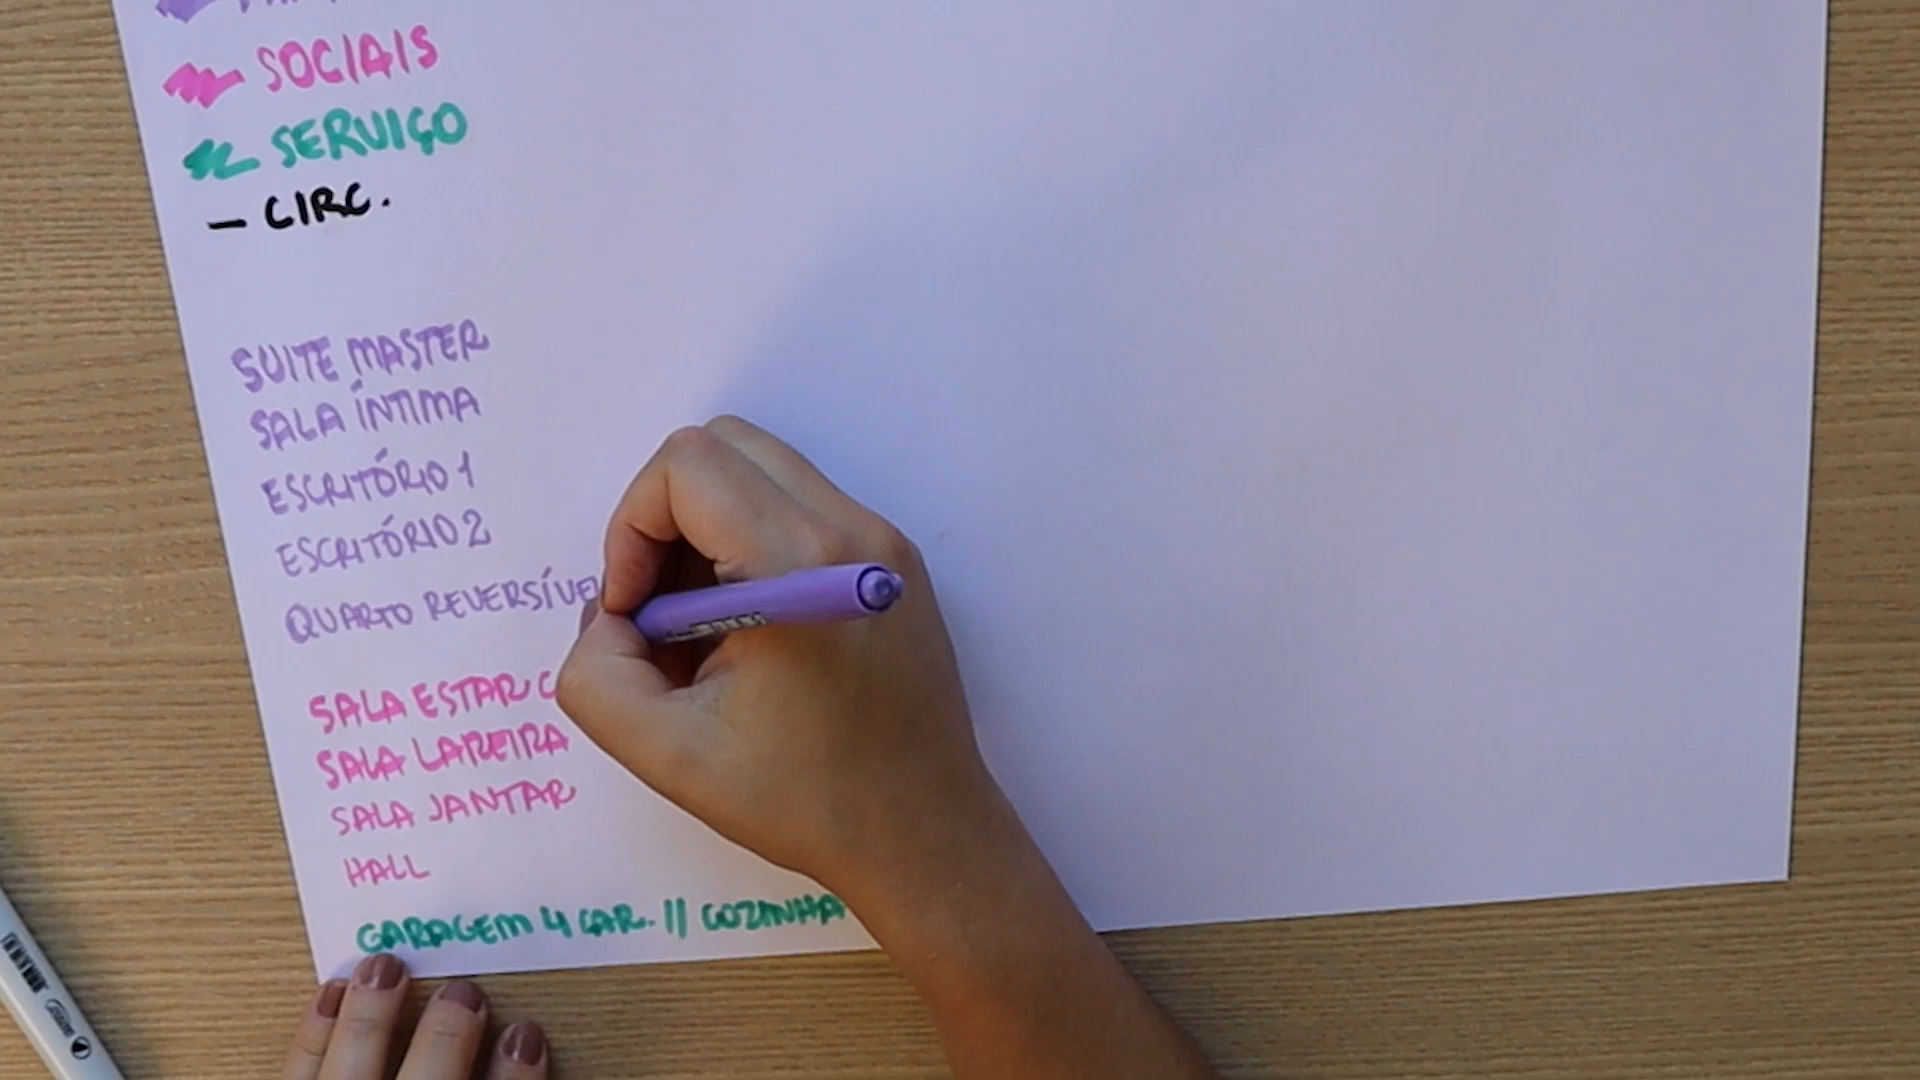 SOCIAIS
SERVIÇO
— CIRC.
SUITE MASTER
SALA ÍNTIMA
ESCRITÓRIO 1
ESCRITÓRIO 2
QUARTO REVERSÍVEL
SALA ESTAR
SALA LAREIRA
SALA JANTAR
HALL
GARAGEM 4 CAR. // COZINHA